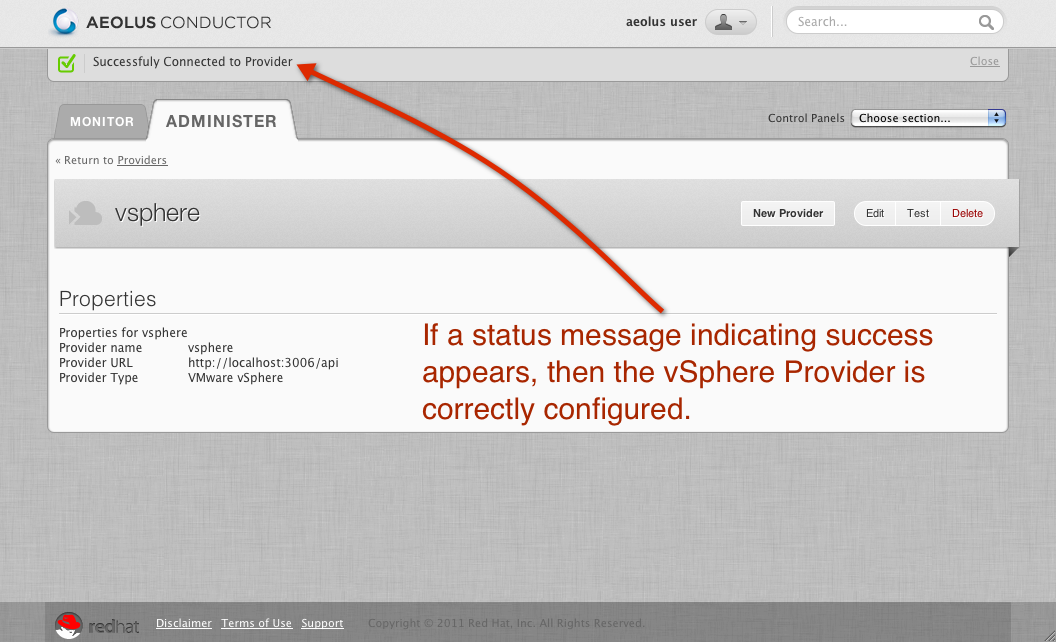 AEOLUS CONDUCTOR
aeolus user
Search...
Successfuly Connected to Provider
Close
MONITOR
ADMINISTER
Control Panels
Choose section...
« Return to Providers
vsphere
New Provider
Edit
Test
Delete
Properties
Properties for vsphere
Provider name vsphere
Provider URL http://localhost:3006/api
Provider Type VMware vSphere
If a status message indicating success
appears, then the vSphere Provider is
correctly configured.
redhat
Disclaimer Terms of Use Support
Copyright © 2011 Red Hat, Inc. All Rights Reserved.